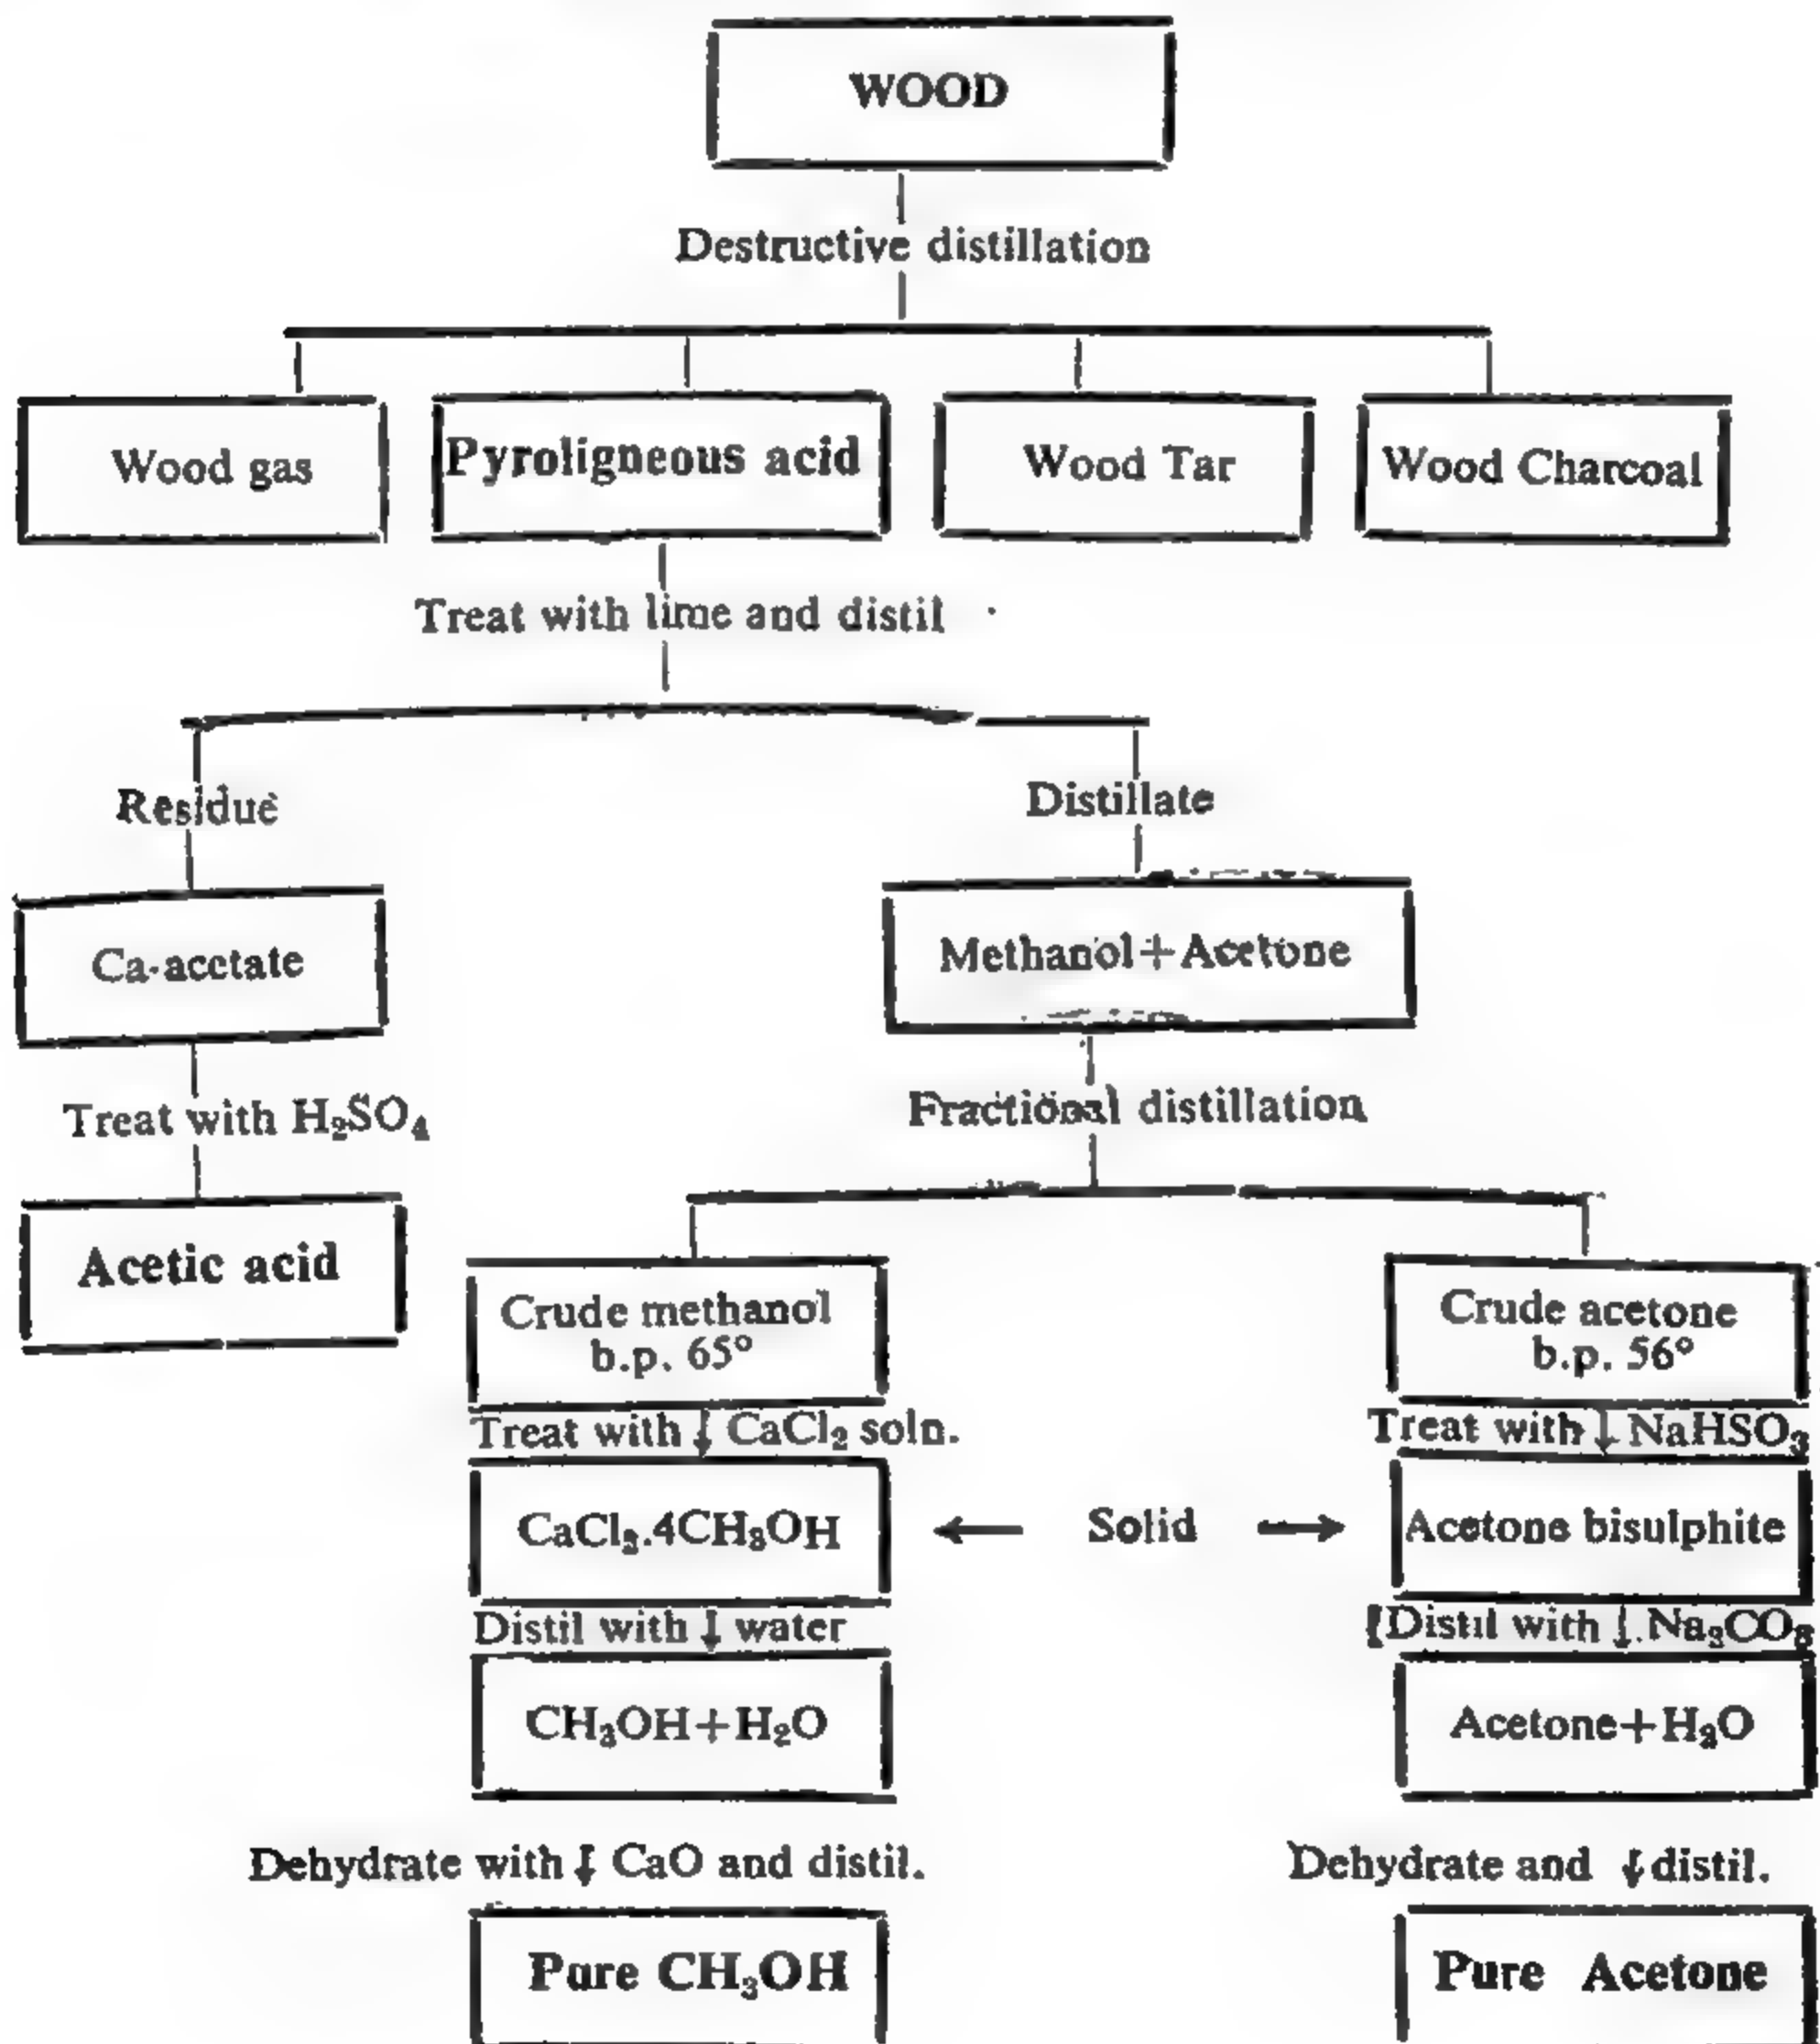 WOOD
Destructive distillation
Wood gas
Pyroligneous acid
Wood Tar
Wood Charcoal
Treat with lime and distil
Residue
Distillate
Ca-acetate
Methanol+Acetone
Treat with H₂SO₄
Fractional distillation
Acetic acid
Crude methanol
b.p. 65°
Crude acetone
b.p. 56°
Treat with ↓ CaCl₂ soln.
Treat with ↓ NaHSO₃
CaCl₂.4CH₃OH
← Solid →
Acetone bisulphite
Distil with ↓ water
Distil with ↓ Na₂CO₃
CH₃OH+H₂O
Acetone+H₂O
Dehydrate with ↓ CaO and distil.
Dehydrate and ↓ distil.
Pure CH₃OH
Pure Acetone